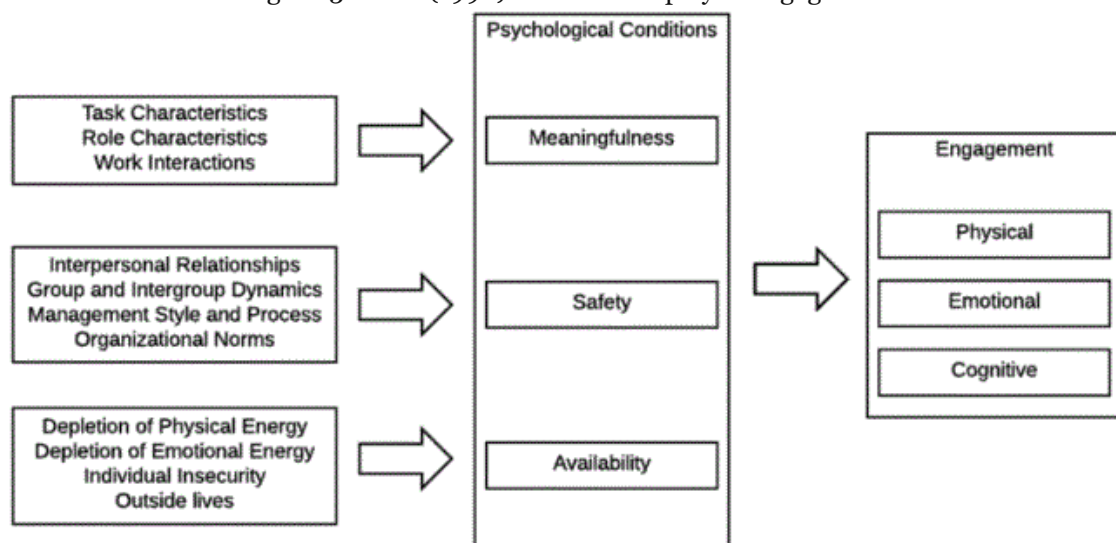 Psychological Conditions
Task Characteristics
Role Characteristics
Work Interactions
Meaningfulness
Interpersonal Relationships
Group and Intergroup Dynamics
Management Style and Process
Organizational Norms
Safety
Depletion of Physical Energy
Depletion of Emotional Energy
Individual Insecurity
Outside lives
Availability
Engagement
Physical
Emotional
Cognitive